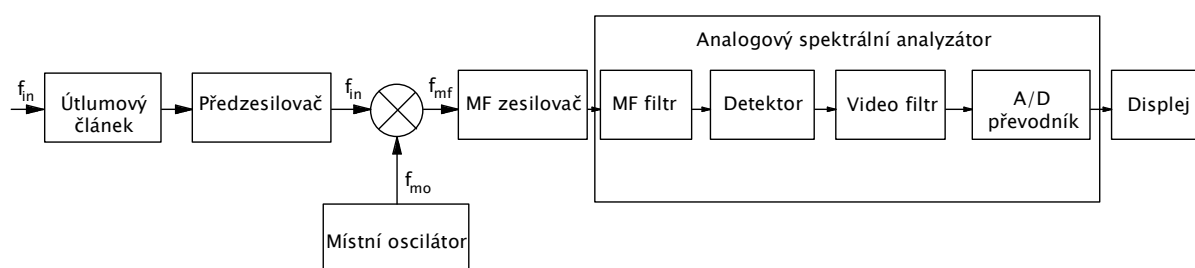 Analogový spektrální analyzátor
f_in
Útlumový
článek
Předzesilovač
f_in
f_mf
MF zesilovač
MF filtr
Detektor
Video filtr
A/D
převodník
Displej
f_mo
Místní oscilátor